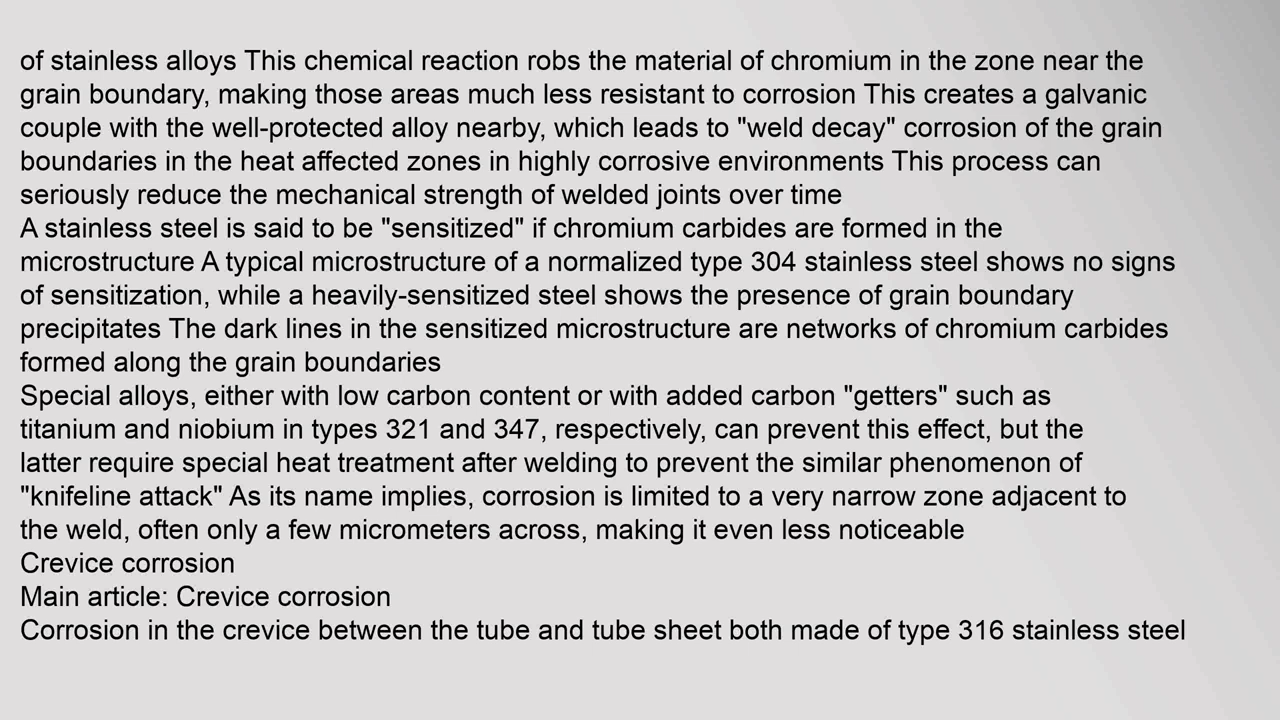 of stainless alloys This chemical reaction robs the material of chromium in the zone near the
grain boundary, making those areas much less resistant to corrosion This creates a galvanic
couple with the well-protected alloy nearby, which leads to "weld decay" corrosion of the grain
boundaries in the heat affected zones in highly corrosive environments This process can
seriously reduce the mechanical strength of welded joints over time
A stainless steel is said to be "sensitized" if chromium carbides are formed in the
microstructure A typical microstructure of a normalized type 304 stainless steel shows no signs
of sensitization, while a heavily-sensitized steel shows the presence of grain boundary
precipitates The dark lines in the sensitized microstructure are networks of chromium carbides
formed along the grain boundaries
Special alloys, either with low carbon content or with added carbon "getters" such as
titanium and niobium in types 321 and 347, respectively, can prevent this effect, but the
latter require special heat treatment after welding to prevent the similar phenomenon of
"knifeline attack" As its name implies, corrosion is limited to a very narrow zone adjacent to
the weld, often only a few micrometers across, making it even less noticeable
Crevice corrosion
Main article: Crevice corrosion
Corrosion in the crevice between the tube and tube sheet both made of type 316 stainless steel